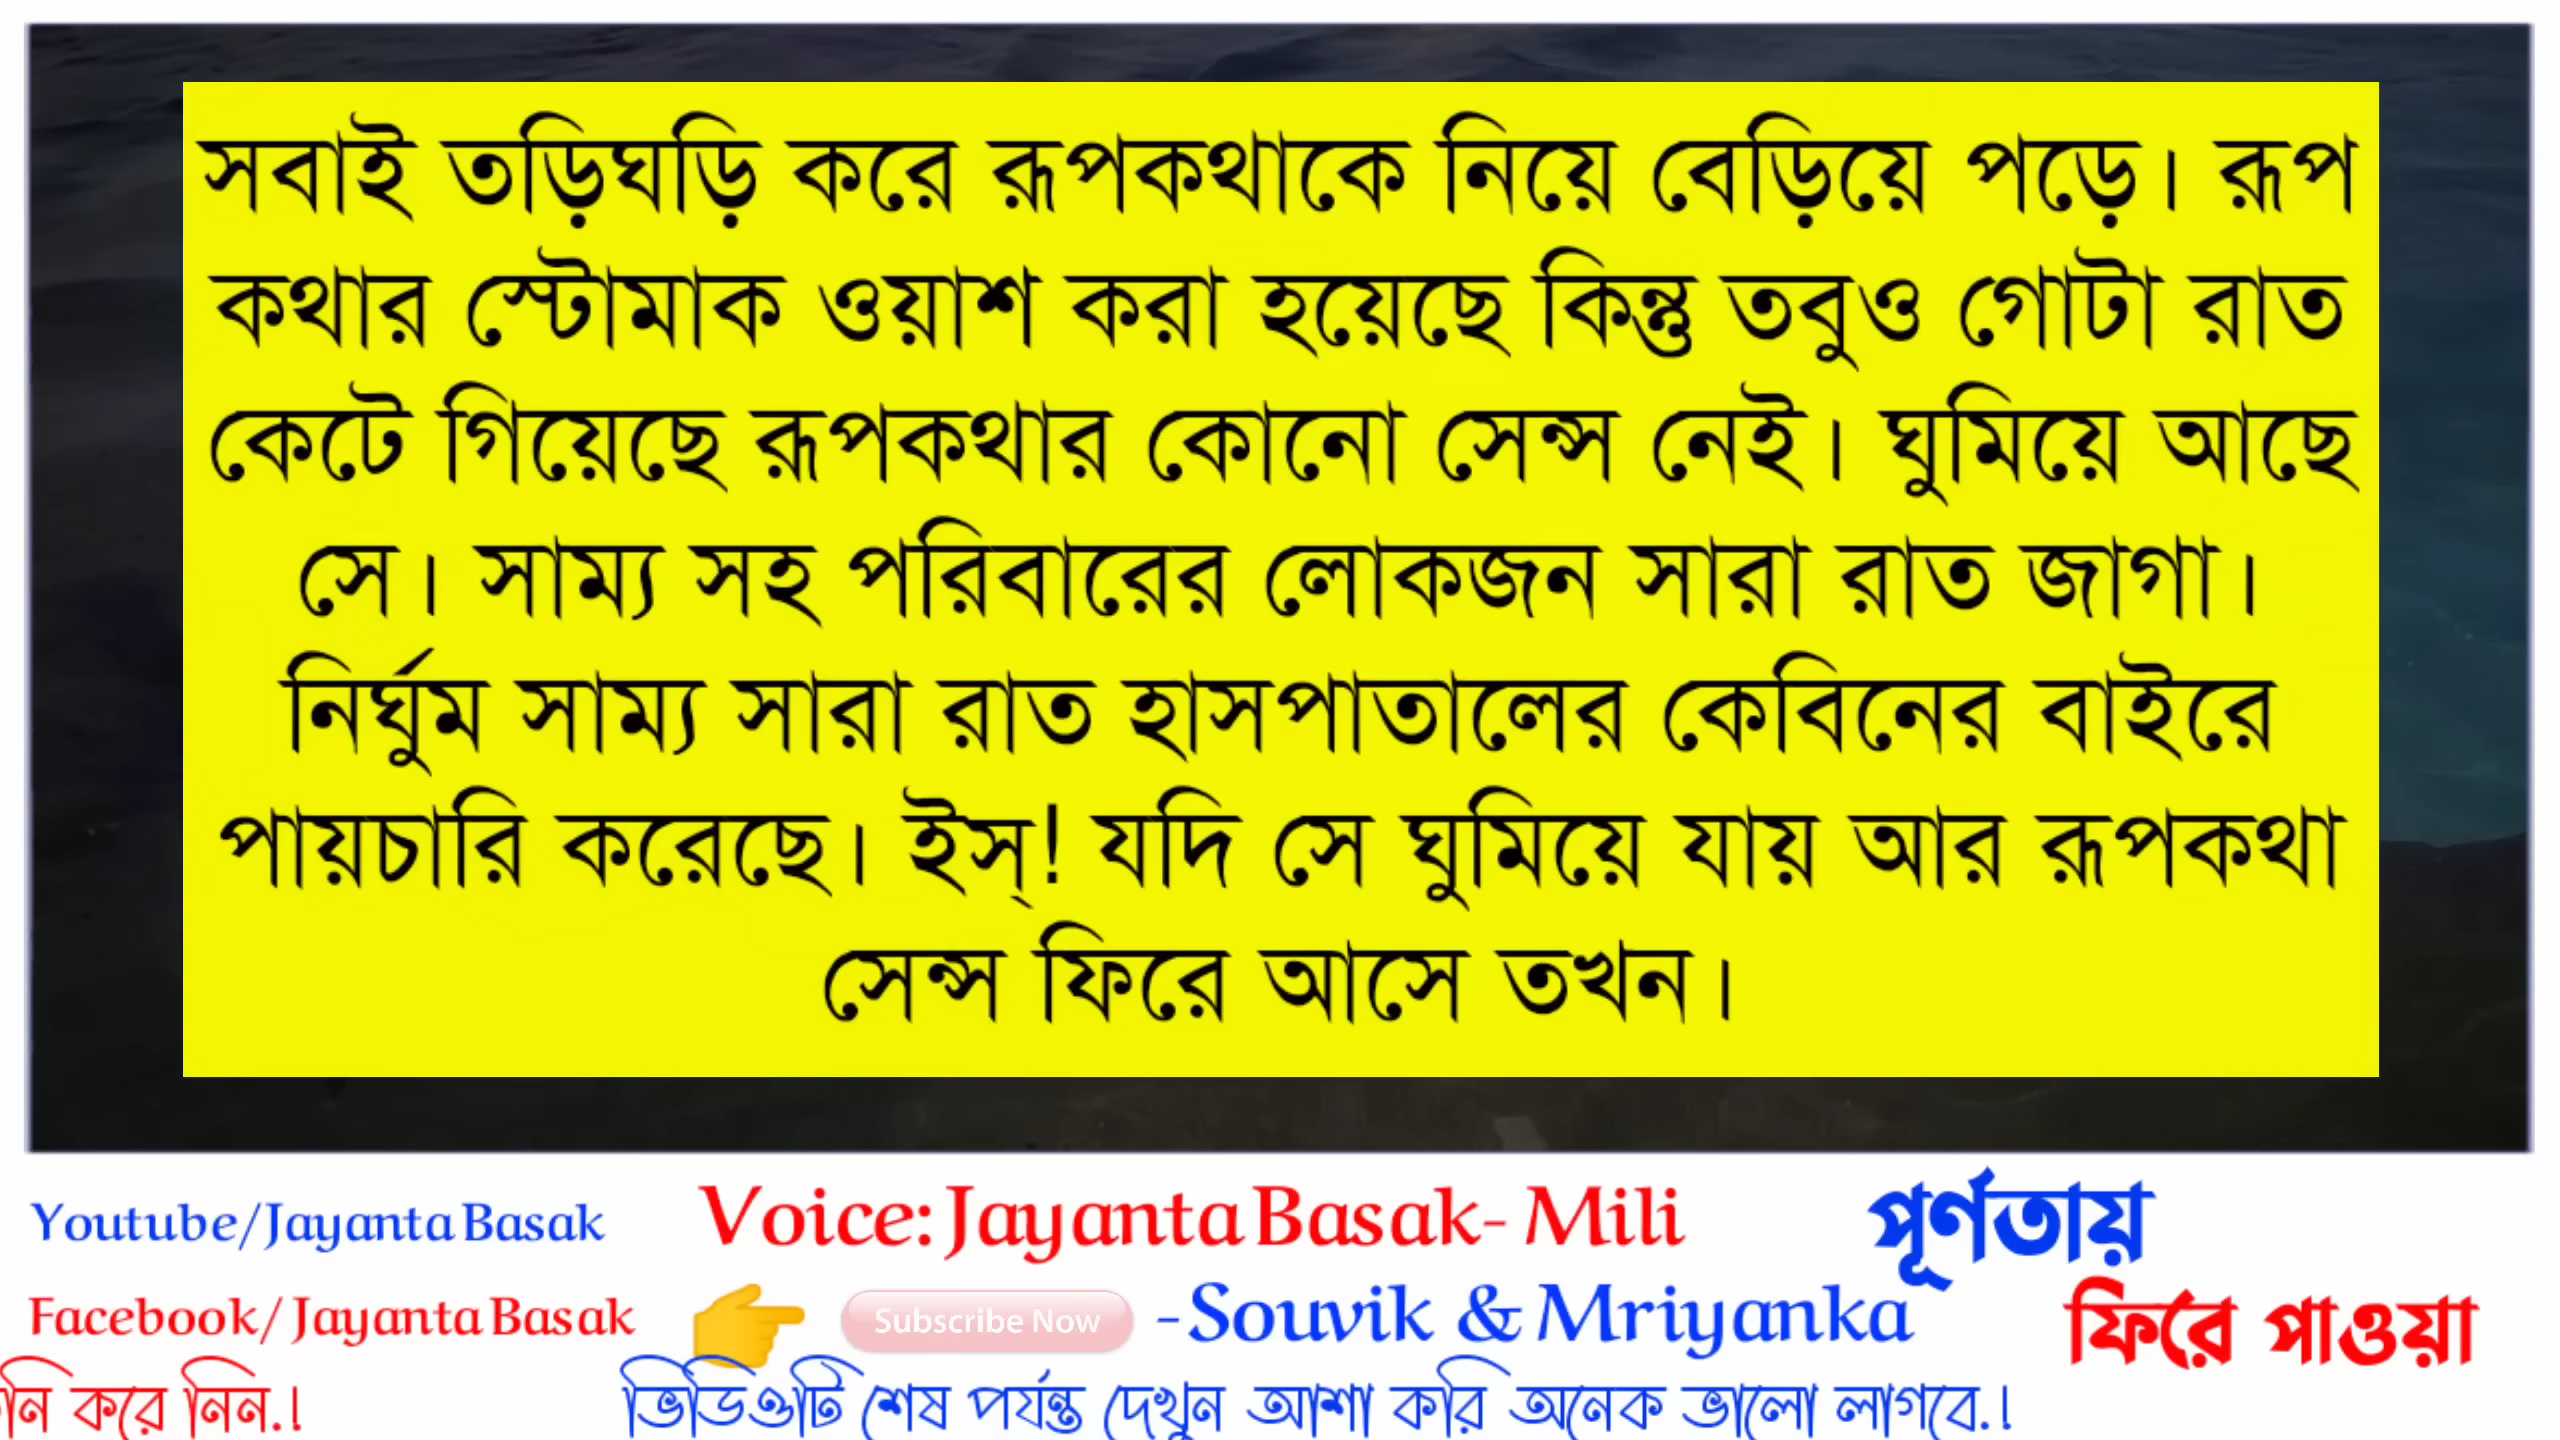 সবাই তড়িঘড়ি করে রূপকথাকে নিয়ে বেড়িয়ে পড়ে। রূপ
কথার স্টোমাক ওয়াশ করা হয়েছে কিন্তু তবুও গোটা রাত
কেটে গিয়েছে রূপকথার কোনো সেন্স নেই। ঘুমিয়ে আছে
সে। সাম্য সহ পরিবারের লোকজন সারা রাত জাগা।
নির্ঘুম সাম্য সারা রাত হাসপাতালের কেবিনের বাইরে
পায়চারি করেছে। ইস্! যদি সে ঘুমিয়ে যায় আর রূপকথা
সেন্স ফিরে আসে তখন।
Youtube/Jayanta Basak
Voice: Jayanta Basak- Mili
পূর্ণতায়
Facebook/ Jayanta Basak
Subscribe Now
-Souvik & Mriyanka
ফিরে পাওয়া
করে নিন.!
ভিডিওটি শেষ পর্যন্ত দেখুন আশা করি অনেক ভালো লাগবে.!